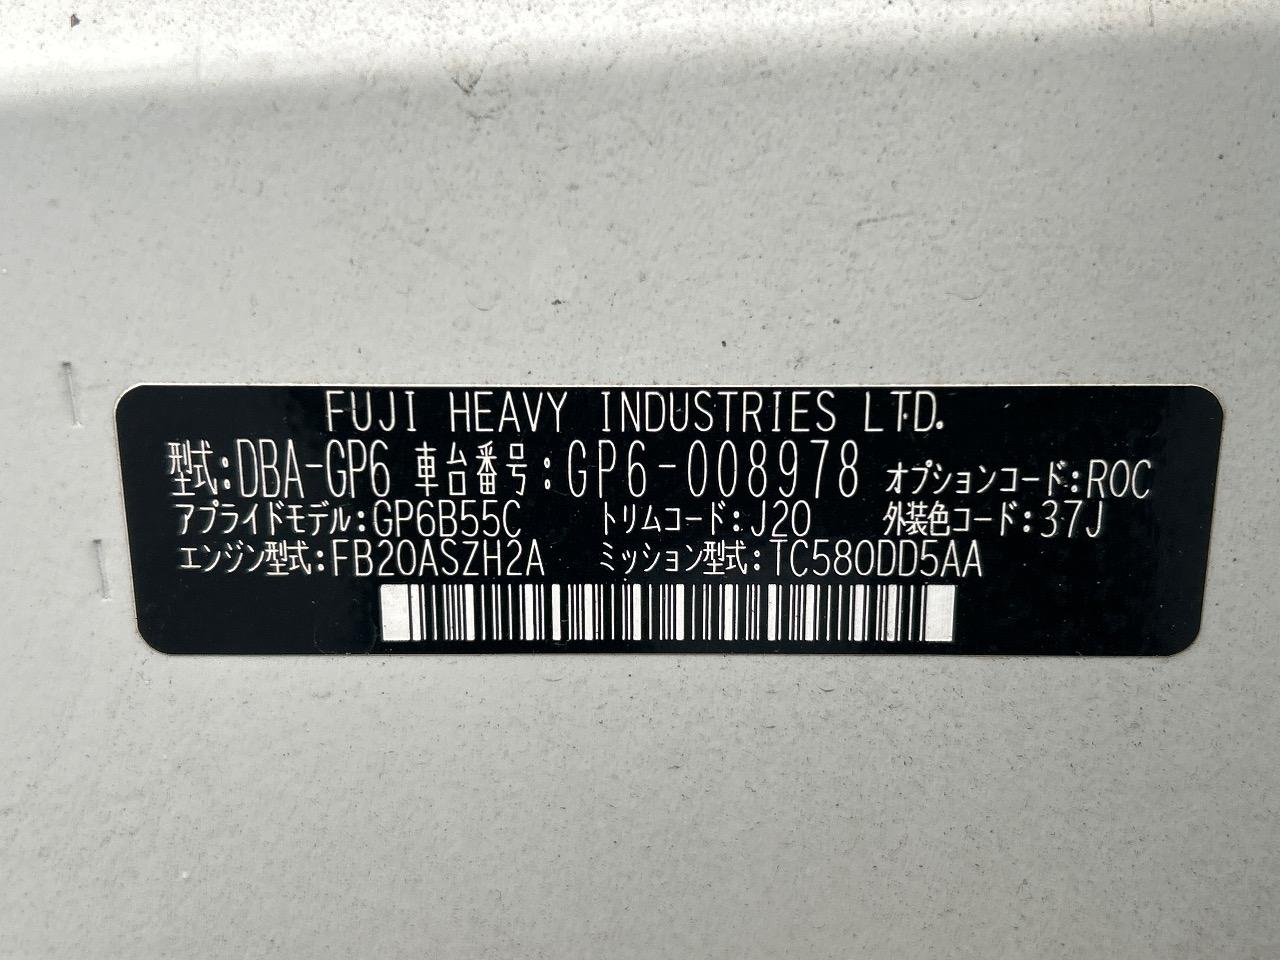 FUJI HEAVY INDUSTRIES LTD.
型式:DBA-GP6 車台番号:GP6-008978 オプションコード:ROC
アプライドモデル:GP6B55C トリムコード:J20 外装色コード:37J
エンジン型式:FB20ASZH2A ミッション型式:TC580DD5AA